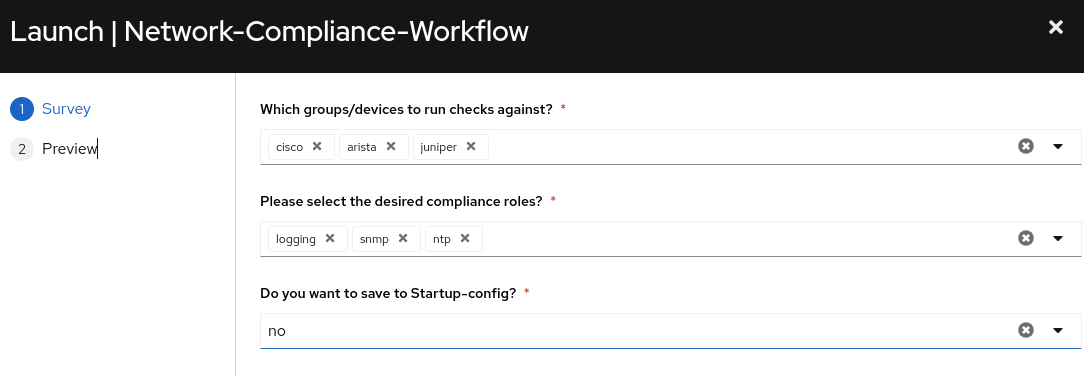 Launch | Network-Compliance-Workflow
1 Survey
2 Preview
Which groups/devices to run checks against? *
cisco arista juniper
Please select the desired compliance roles? *
logging snmp ntp
Do you want to save to Startup-config? *
no